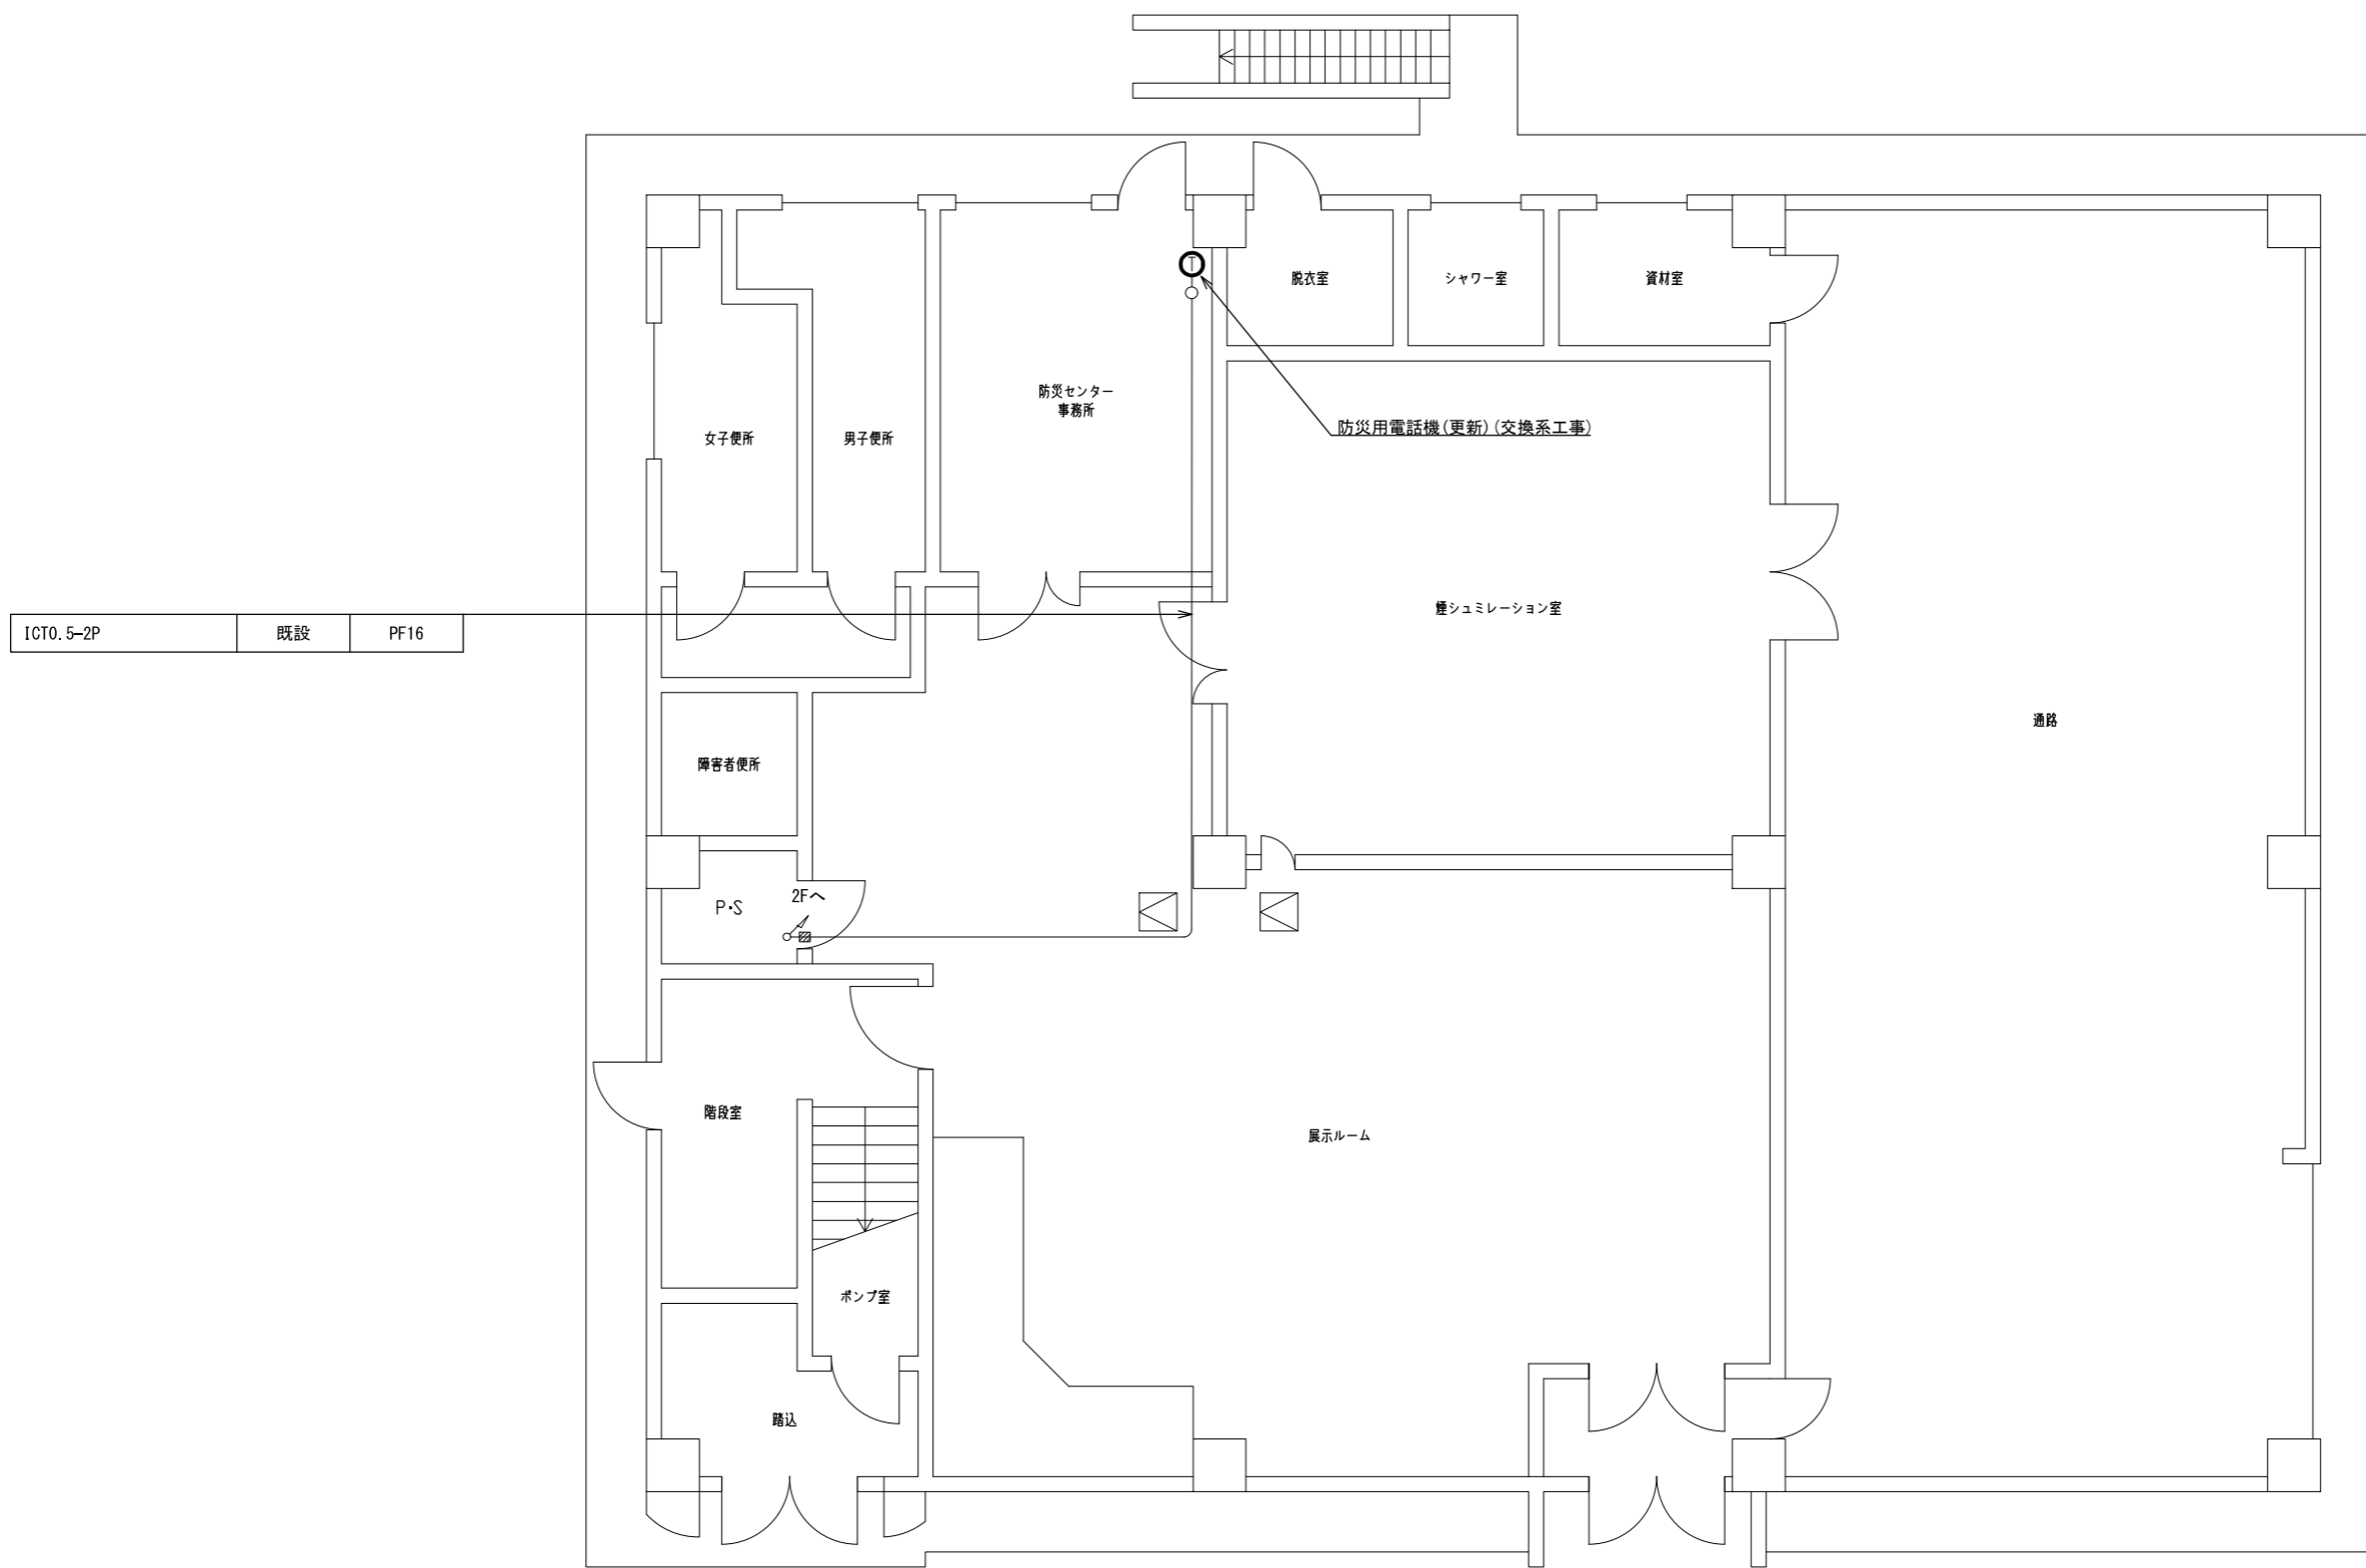 脱衣室
シャワー室
資材室
防災センター
事務所
防災用電話機(更新)(交換系工事)
女子便所
男子便所
煙シュミレーション室
ICT0.5-2P
既設
PF16
通路
障害者便所
2Fへ
P・S
階段室
展示ルーム
ポンプ室
踏込
T